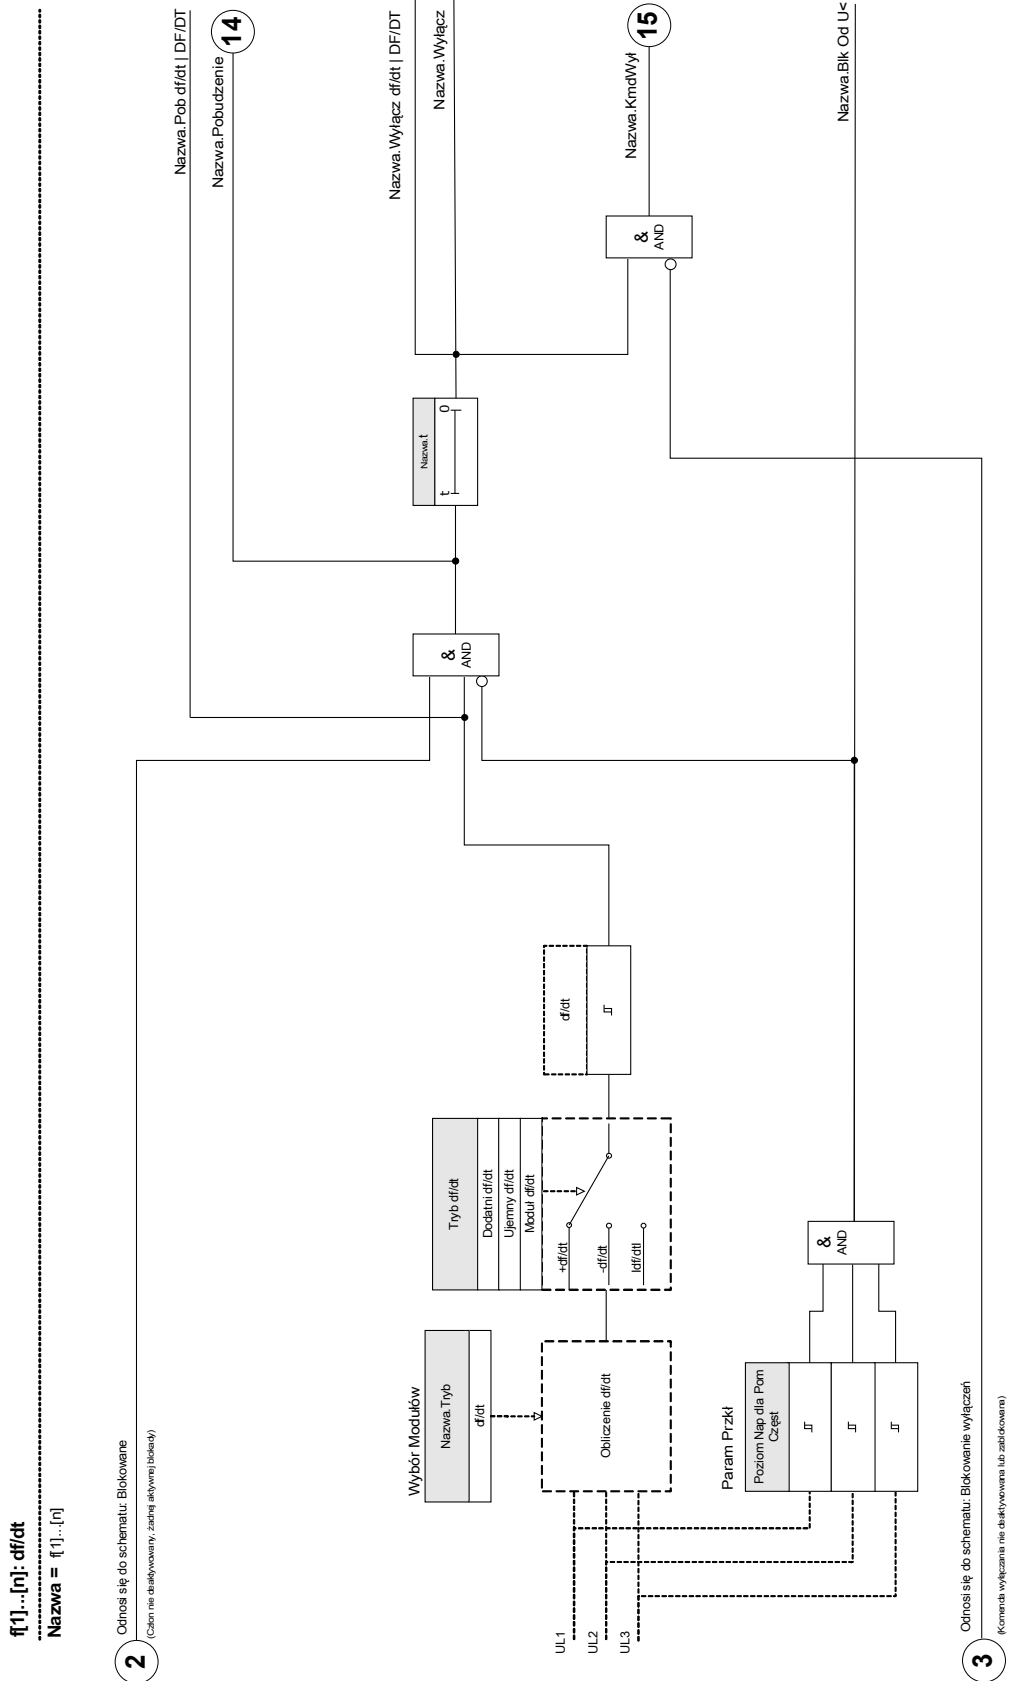 f[1]...[n]: df/dt
Nazwa = f[1]...[n]
2
Odnosi się do schematu: Blokowane
(Człon nie deaktywowany, żadnej aktywnej blokady)
Nazwa.Pob df/dt | DF/DT
Nazwa.Pobudzenie
14
Wybór Modułów
Nazwa.Tryb
df/dt
Tryb df/dt
Dodatni df/dt
Ujemny df/dt
Moduł df/dt
+df/dt
-df/dt
Idf/dtI
Obliczenie df/dt
df/dt
&
AND
Nazwa.t
t
0
Nazwa.Wyłącz df/dt | DF/DT
Nazwa.Wyłącz
&
AND
Nazwa.KmdWył
15
UL1
UL2
UL3
Param Przkł
Poziom Nap dla Pom
Częst
&
AND
Nazwa.Blk Od U<
3
Odnosi się do schematu: Blokowanie wyłączeń
(Komenda wyłączania nie deaktywowana lub zablokowana)